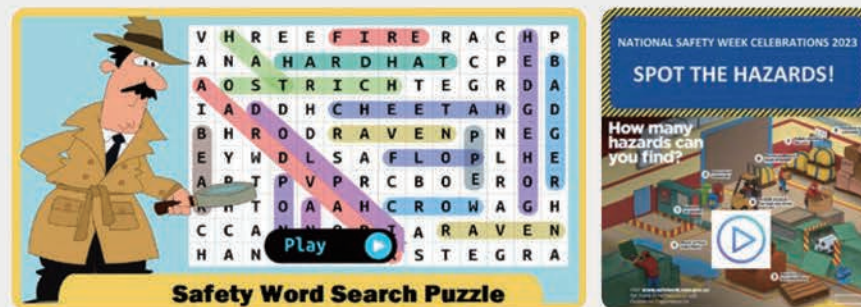 V H R E E F I R E R A C H P
A N A H A R D H A T C P E B
A O S T R I C H T E G R D A
I A D D H C H E E T A H G D
B H R O D R A V E N P N E G
E Y W D L S A F L O P L H E
A P T P V P R C B O E R O R
R H T O A A H C R O W A G H
C C A N N O R I A R A V E N
H A N S T E G R A
Play
Safety Word Search Puzzle
NATIONAL SAFETY WEEK CELEBRATIONS 2023
SPOT THE HAZARDS!
How many
hazards can
you find?